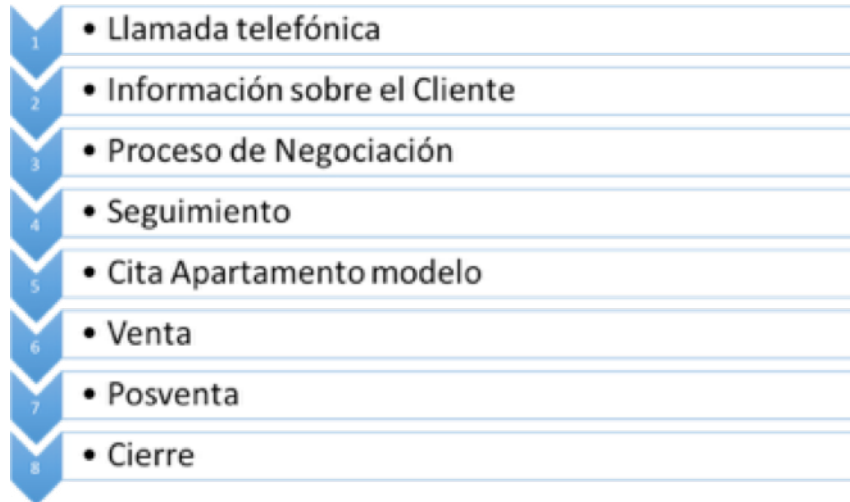 1 • Llamada telefónica
2 • Información sobre el Cliente
3 • Proceso de Negociación
4 • Seguimiento
5 • Cita Apartamento modelo
6 • Venta
7 • Posventa
8 • Cierre